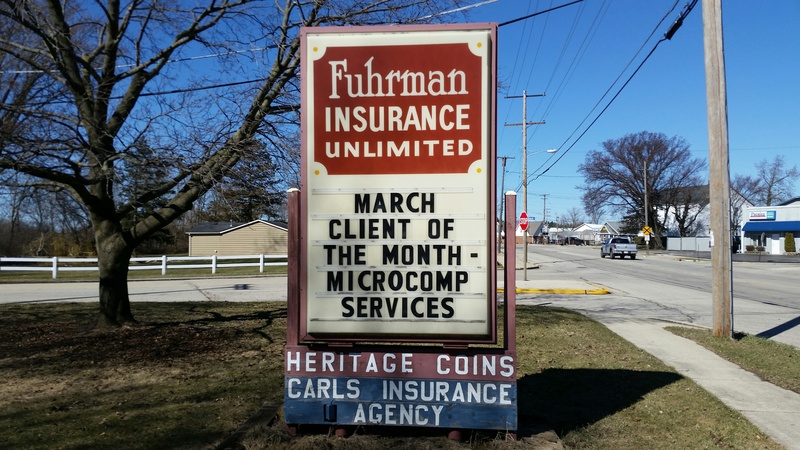 Fuhrman
INSURANCE
UNLIMITED
MARCH
CLIENT OF
THE MONTH-
MICROCOMP
SERVICES
HERITAGE COINS
CARLS INSURANCE
AGENCY